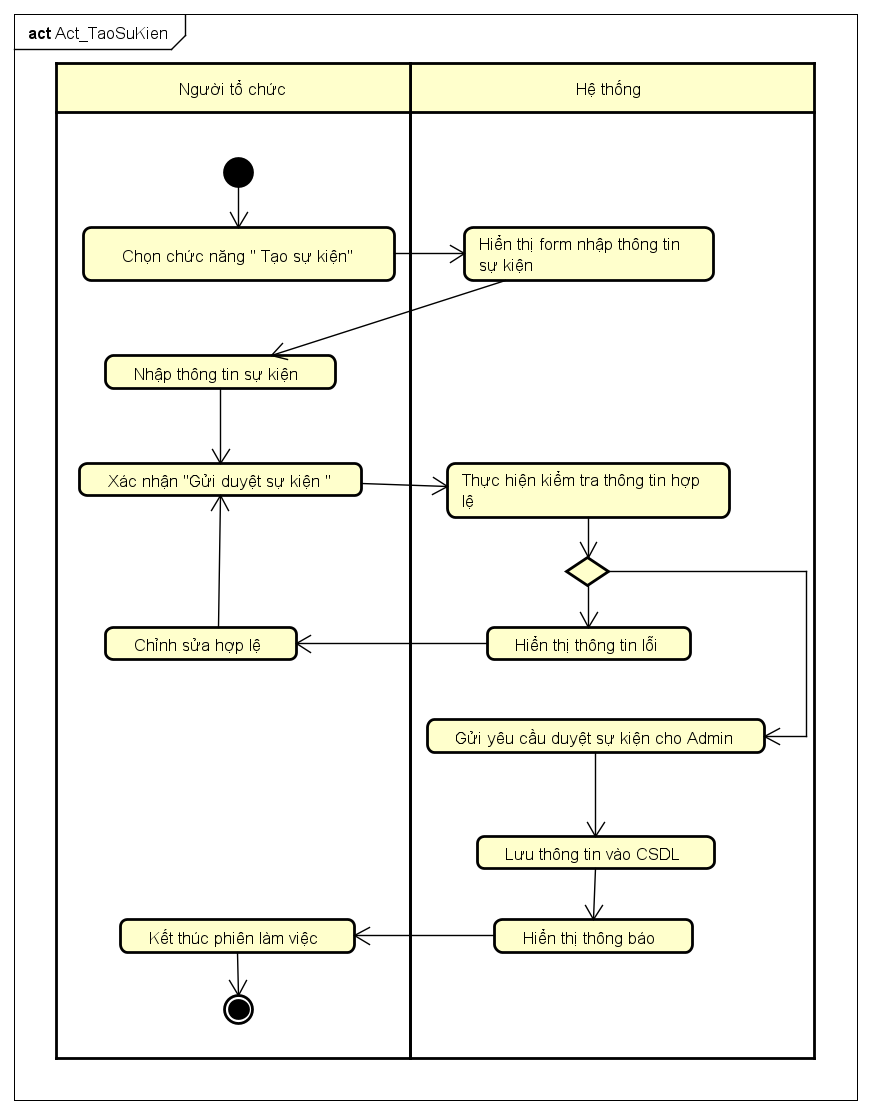 act Act_TaoSuKien
Người tổ chức
Hệ thống
Chọn chức năng " Tạo sự kiện"
Hiển thị form nhập thông tin
sự kiện
Nhập thông tin sự kiện
Xác nhận "Gửi duyệt sự kiện "
Thực hiện kiểm tra thông tin hợp
lệ
Chỉnh sửa hợp lệ
Hiển thị thông tin lỗi
Gửi yêu cầu duyệt sự kiện cho Admin
Lưu thông tin vào CSDL
Kết thúc phiên làm việc
Hiển thị thông báo